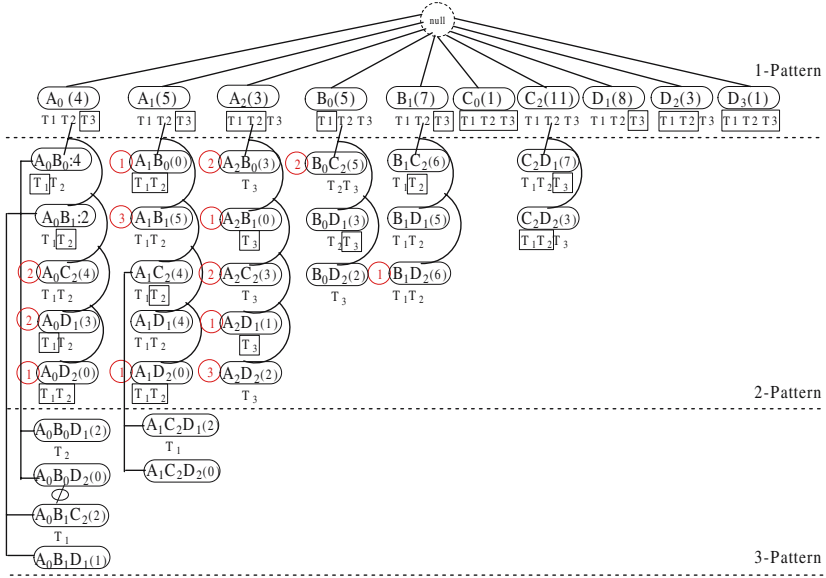 null
1-Pattern
A₀(4) A₁(5) A₂(3) B₀(5) B₁(7) C₀(1) C₂(11) D₁(8) D₂(3) D₃(1)
T1 T2 T3 T1 T2 T3 T1 T2 T3 T1 T2 T3 T1 T2 T3 T1 T2 T3 T1 T2 T3 T1 T2 T3 T1 T2 T3 T1 T2 T3
A₀B₀:4 1 A₁B₀(0) 2 A₂B₀(3) 2 B₀C₂(5) B₁C₂(6) C₂D₁(7)
T₁T₂ T₁T₂ T₃ T₂T₃ T₁T₂ T₁T₂T₃
A₀B₁:2 3 A₁B₁(5) 1 A₂B₁(0) B₀D₁(3) B₁D₁(5) C₂D₂(3)
T₁T₂ T₁T₂ T₃ T₂T₃ T₁T₂ T₁T₂T₃
2 A₀C₂(4) A₁C₂(4) 2 A₂C₂(3) B₀D₂(2) 1 B₁D₂(6)
T₁T₂ T₁T₂ T₃ T₃ T₁T₂
2 A₀D₁(3) A₁D₁(4) 1 A₂D₁(1)
T₁T₂ T₁T₂ T₃
1 A₀D₂(0) 1 A₁D₂(0) 3 A₂D₂(2)
T₁T₂ T₁T₂ T₃
2-Pattern
A₀B₀D₁(2) A₁C₂D₁(2
T₂ T₁
A₀B₀D₂(0) A₁C₂D₂(0)
A₀B₁C₂(2)
T₁
A₀B₁D₁(1)
3-Pattern